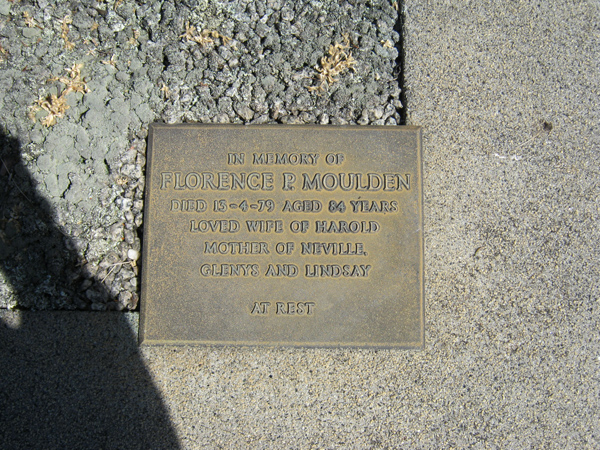 IN MEMORY OF
FLORENCE P. MOULDEN
DIED 15-4-79 AGED 84 YEARS
LOVED WIFE OF HAROLD
MOTHER OF NEVILLE,
GLENYS AND LINDSAY
AT REST